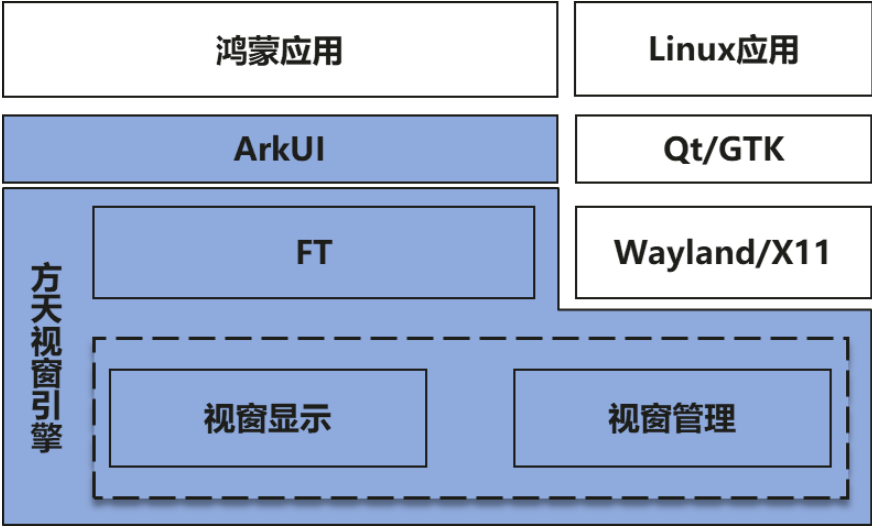 鸿蒙应用
Linux应用
ArkUI
Qt/GTK
FT
Wayland/X11
方天视窗引擎
视窗显示
视窗管理